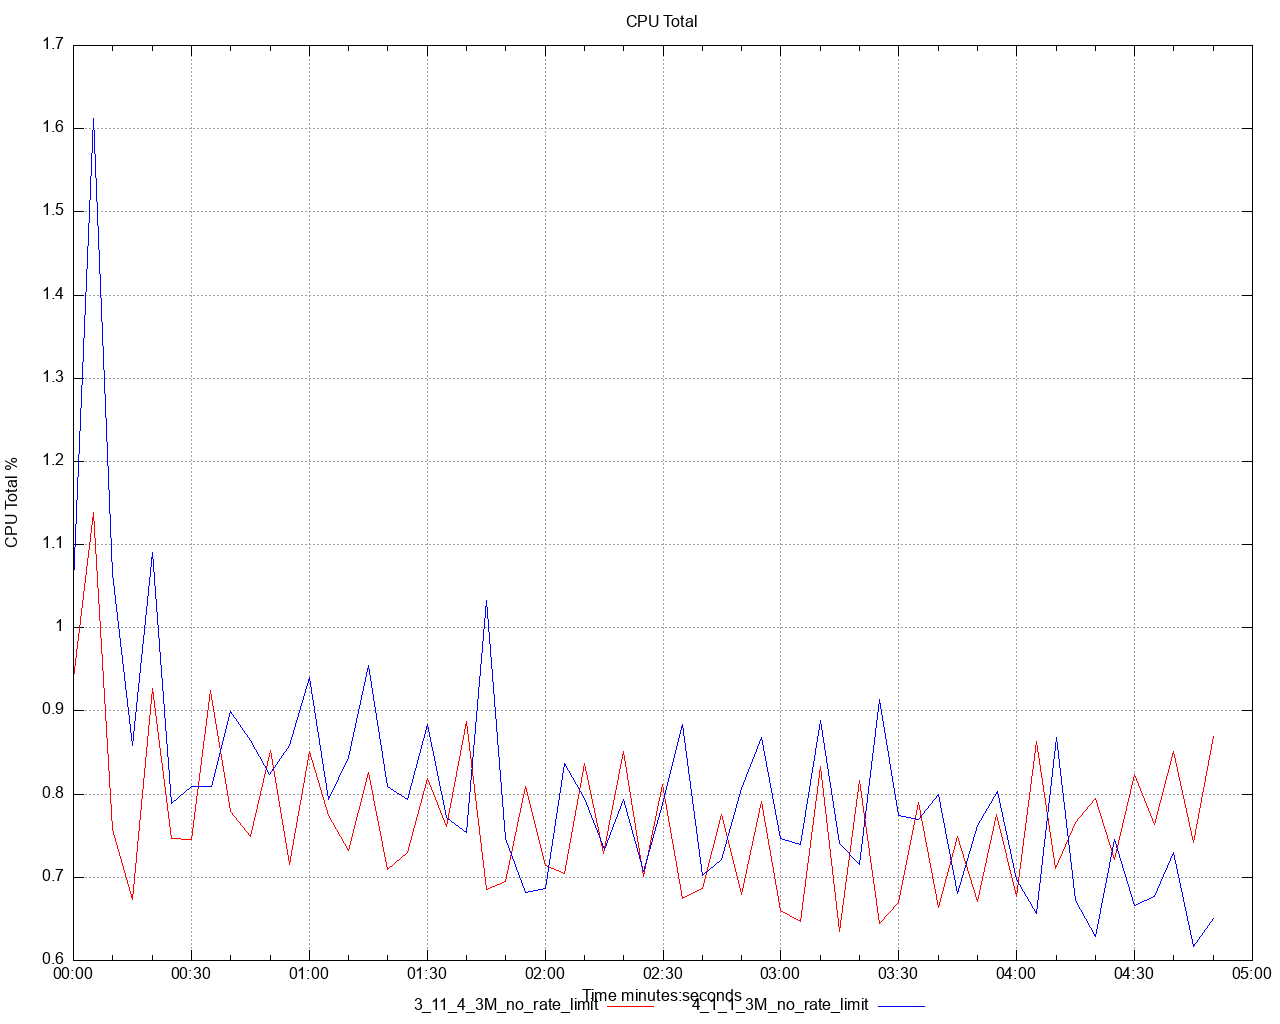 CPU Total
1.7
1.6
1.5
1.4
1.3
1.2
1.1
1
0.9
0.8
0.7
0.6
CPU Total %
00:00 00:30 01:00 01:30 02:00 02:30 03:00 03:30 04:00 04:30 05:00
Time minutes:seconds
3_11_4_3M_no_rate_limit 4_1_1_3M_no_rate_limit